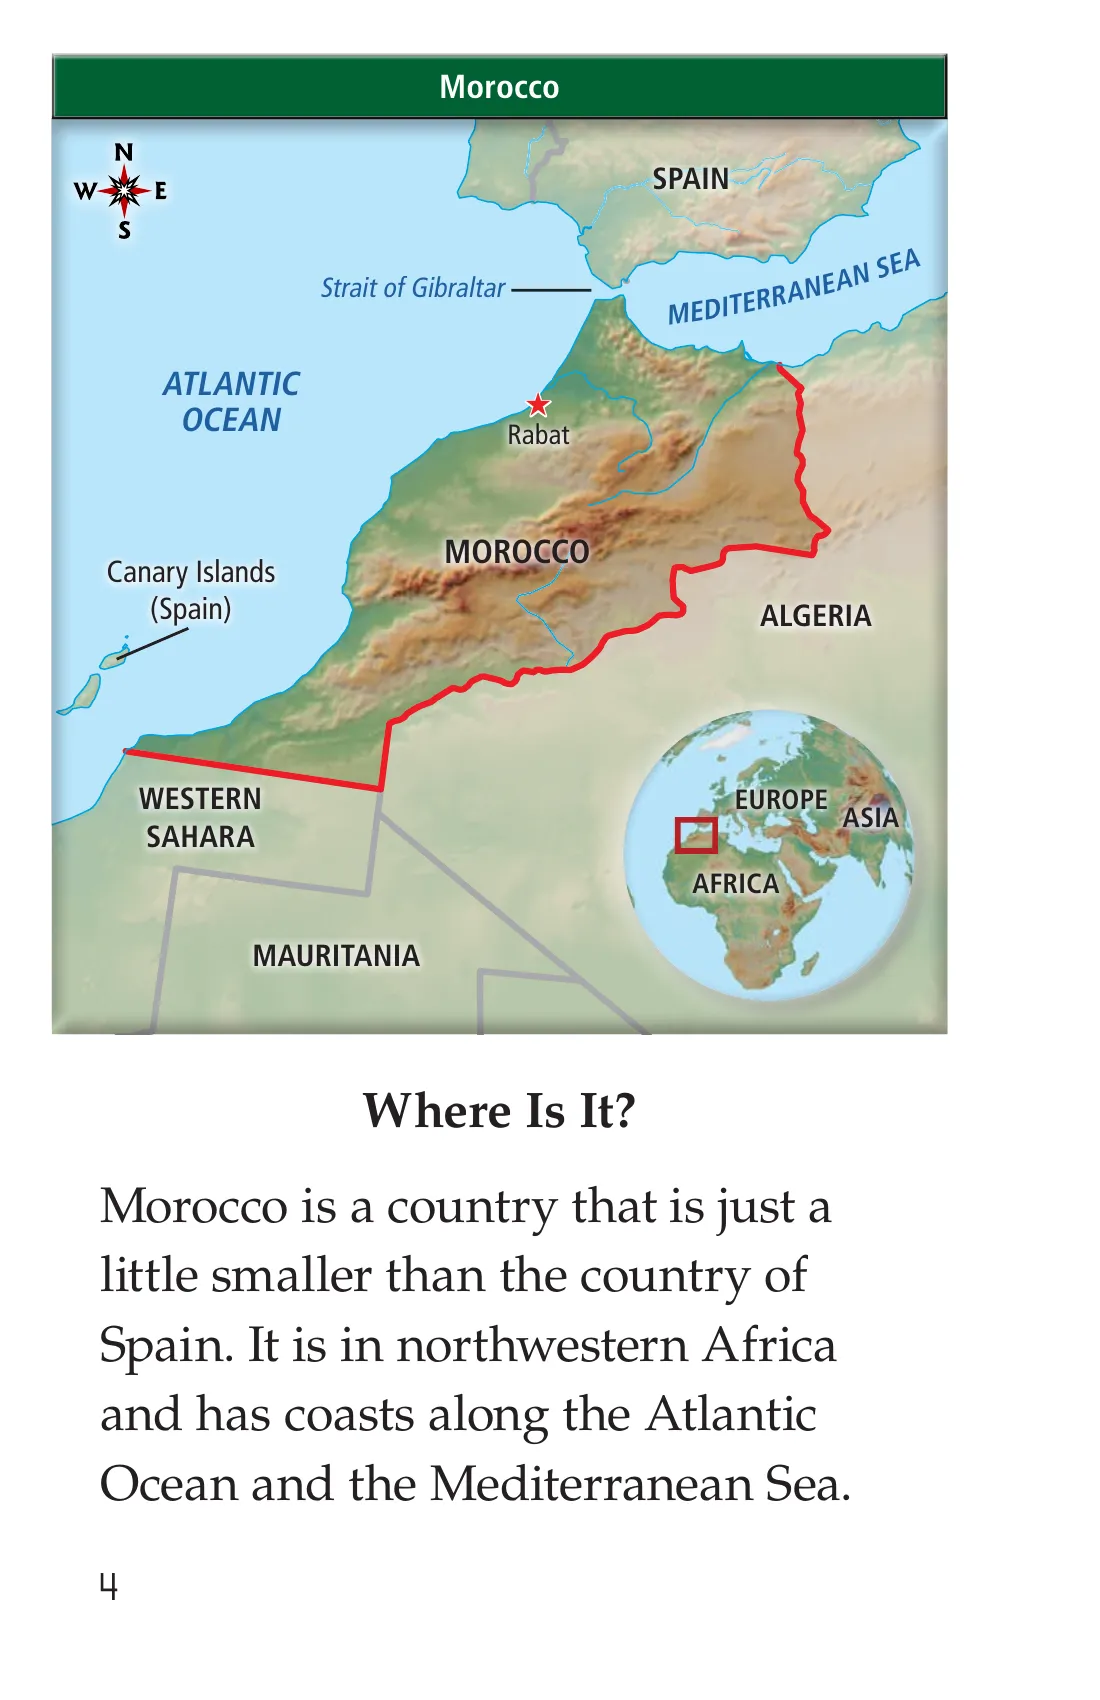 Morocco
N
W E
S
SPAIN
Strait of Gibraltar
MEDITERRANEAN SEA
ATLANTIC
OCEAN
Rabat
MOROCCO
Canary Islands
(Spain)
ALGERIA
WESTERN
SAHARA
EUROPE
ASIA
AFRICA
MAURITANIA
Where Is It?
Morocco is a country that is just a
little smaller than the country of
Spain. It is in northwestern Africa
and has coasts along the Atlantic
Ocean and the Mediterranean Sea.
4